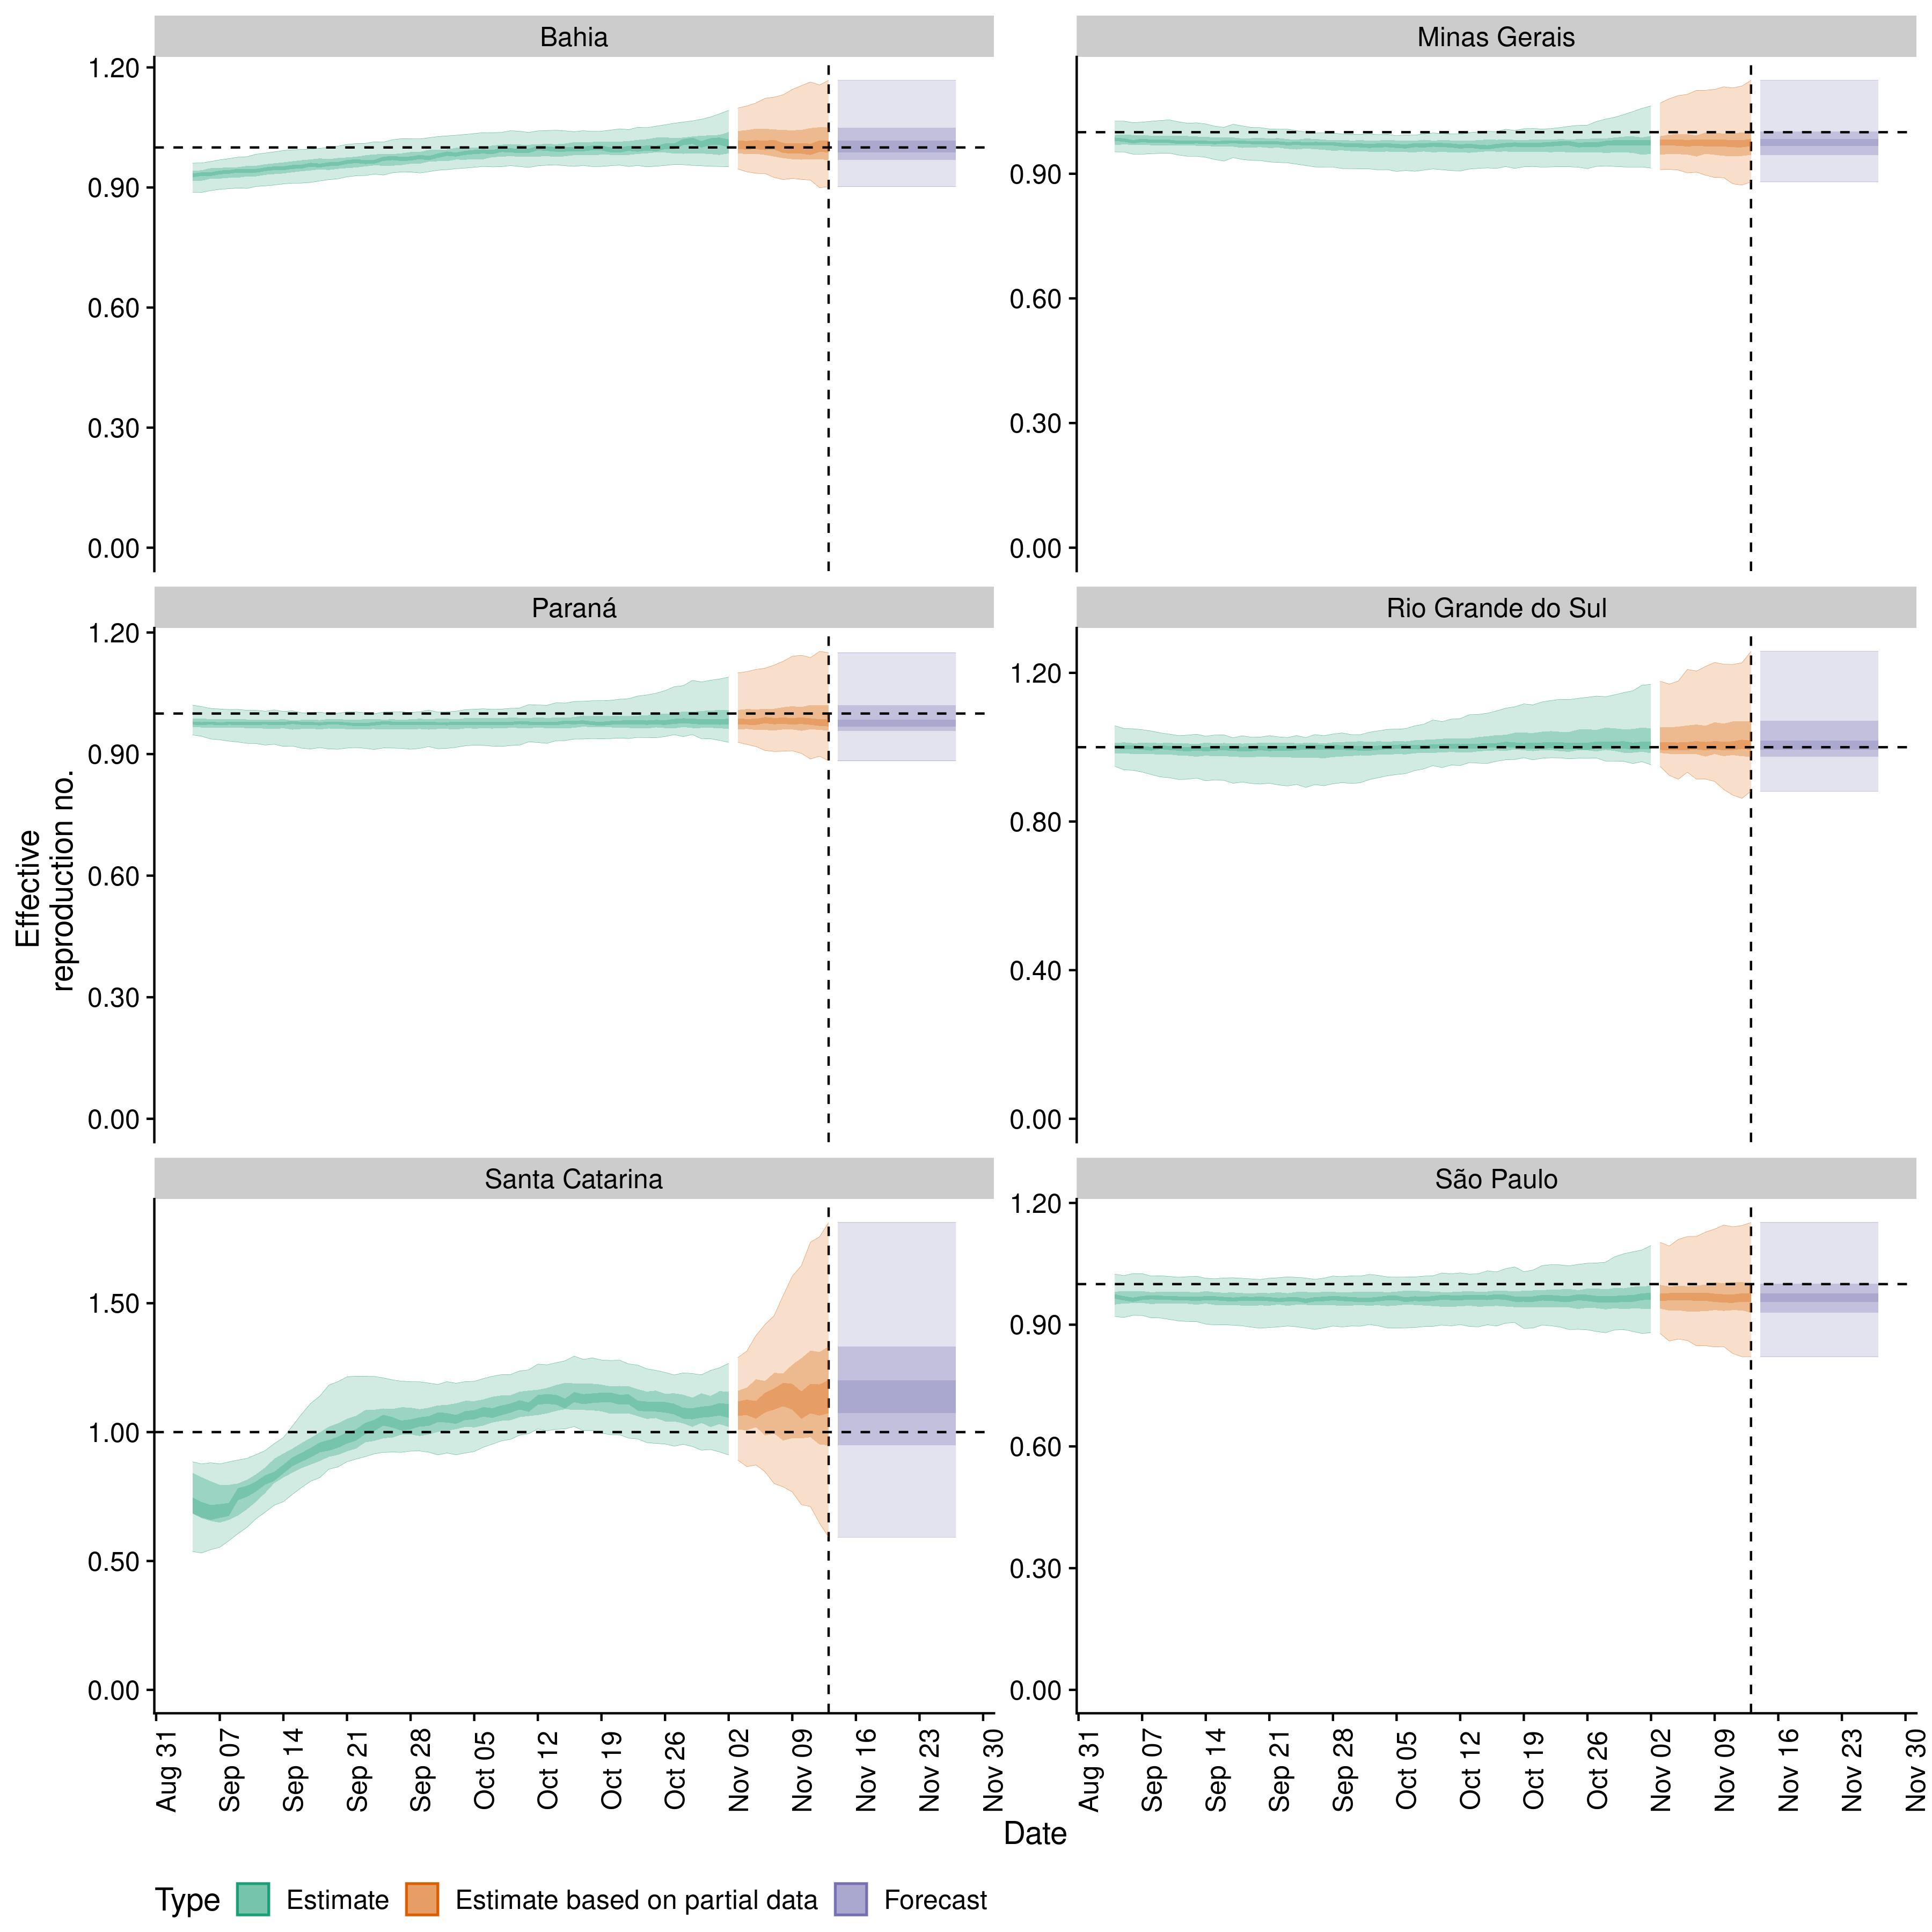 Bahia
Minas Gerais
1.20
0.90
0.60
0.30
0.00
0.90
0.60
0.30
0.00
Paraná
Rio Grande do Sul
1.20
0.90
0.60
0.30
0.00
1.20
0.80
0.40
0.00
Effective
reproduction no.
Santa Catarina
São Paulo
1.50
1.00
0.50
0.00
1.20
0.90
0.60
0.30
0.00
Aug 31
Sep 07
Sep 14
Sep 21
Sep 28
Oct 05
Oct 12
Oct 19
Oct 26
Nov 02
Nov 09
Nov 16
Nov 23
Nov 30
Aug 31
Sep 07
Sep 14
Sep 21
Sep 28
Oct 05
Oct 12
Oct 19
Oct 26
Nov 02
Nov 09
Nov 16
Nov 23
Nov 30
Date
Type Estimate Estimate based on partial data Forecast